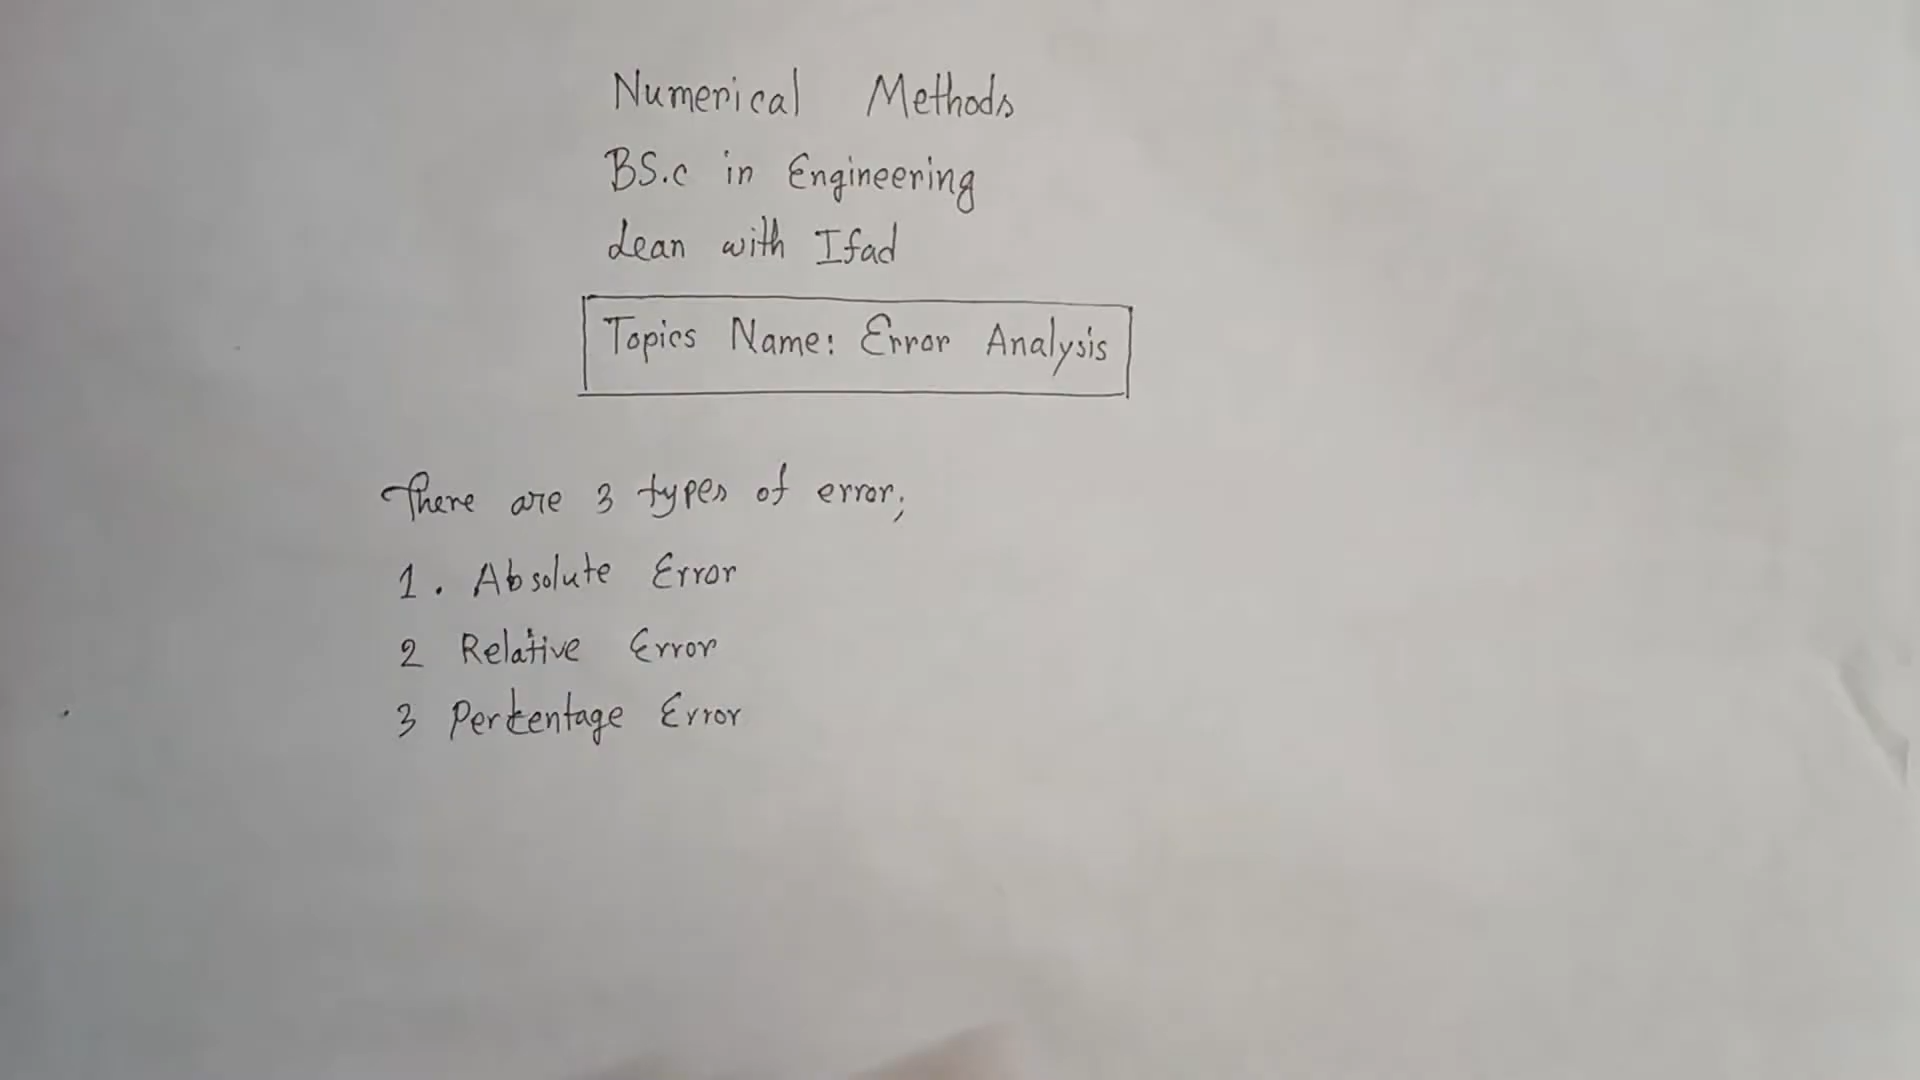 Numerical Methods
BS.c in Engineering
Lean with Ifad
Topics Name: Error Analysis
There are 3 types of error;
1. Absolute Error
2 Relative Error
3 Percentage Error